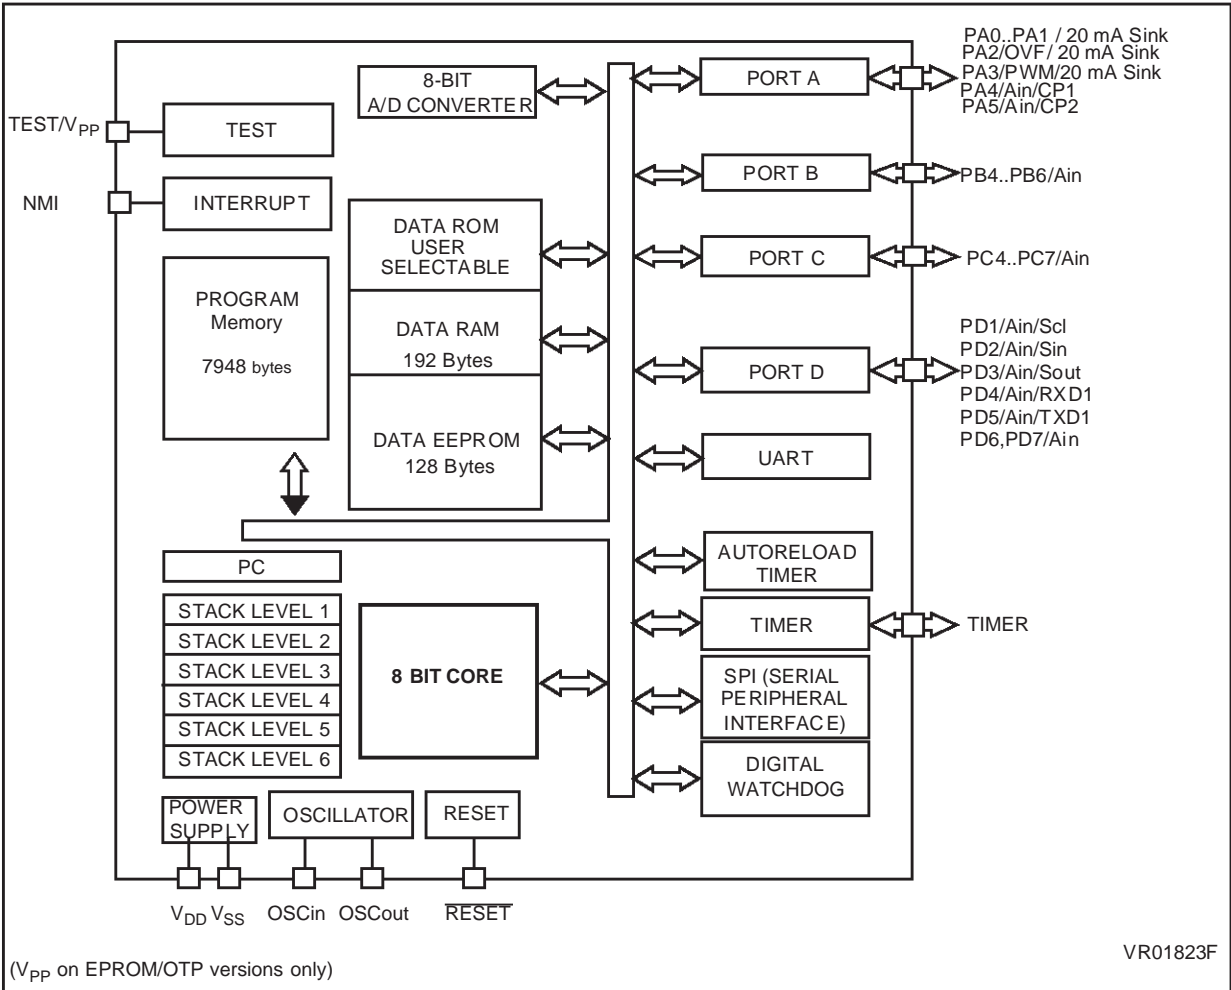 PA0..PA1 / 20 mA Sink
PA2/OVF/ 20 mA Sink
PA3/PWM/20 mA Sink
PA4/Ain/CP1
PA5/Ain/CP2
8-BIT
A/D CONVERTER
PORT A
TEST/VPP
TEST
PORT B
PB4..PB6/Ain
NMI
INTERRUPT
DATA ROM
USER
SELECTABLE
PORT C
PC4..PC7/Ain
PROGRAM
Memory
7948 bytes
DATA RAM
192 Bytes
PORT D
PD1/Ain/Scl
PD2/Ain/Sin
PD3/Ain/Sout
PD4/Ain/RXD1
PD5/Ain/TXD1
PD6,PD7/Ain
DATA EEPROM
128 Bytes
UART
PC
AUTORELOAD
TIMER
STACK LEVEL 1
STACK LEVEL 2
STACK LEVEL 3
STACK LEVEL 4
STACK LEVEL 5
STACK LEVEL 6
8 BIT CORE
TIMER
TIMER
SPI (SERIAL
PERIPHERAL
INTERFACE)
DIGITAL
WATCHDOG
POWER
SUPPLY
OSCILLATOR
RESET
VDD VSS OSCin OSCout RESET
(VPP on EPROM/OTP versions only)
VR01823F